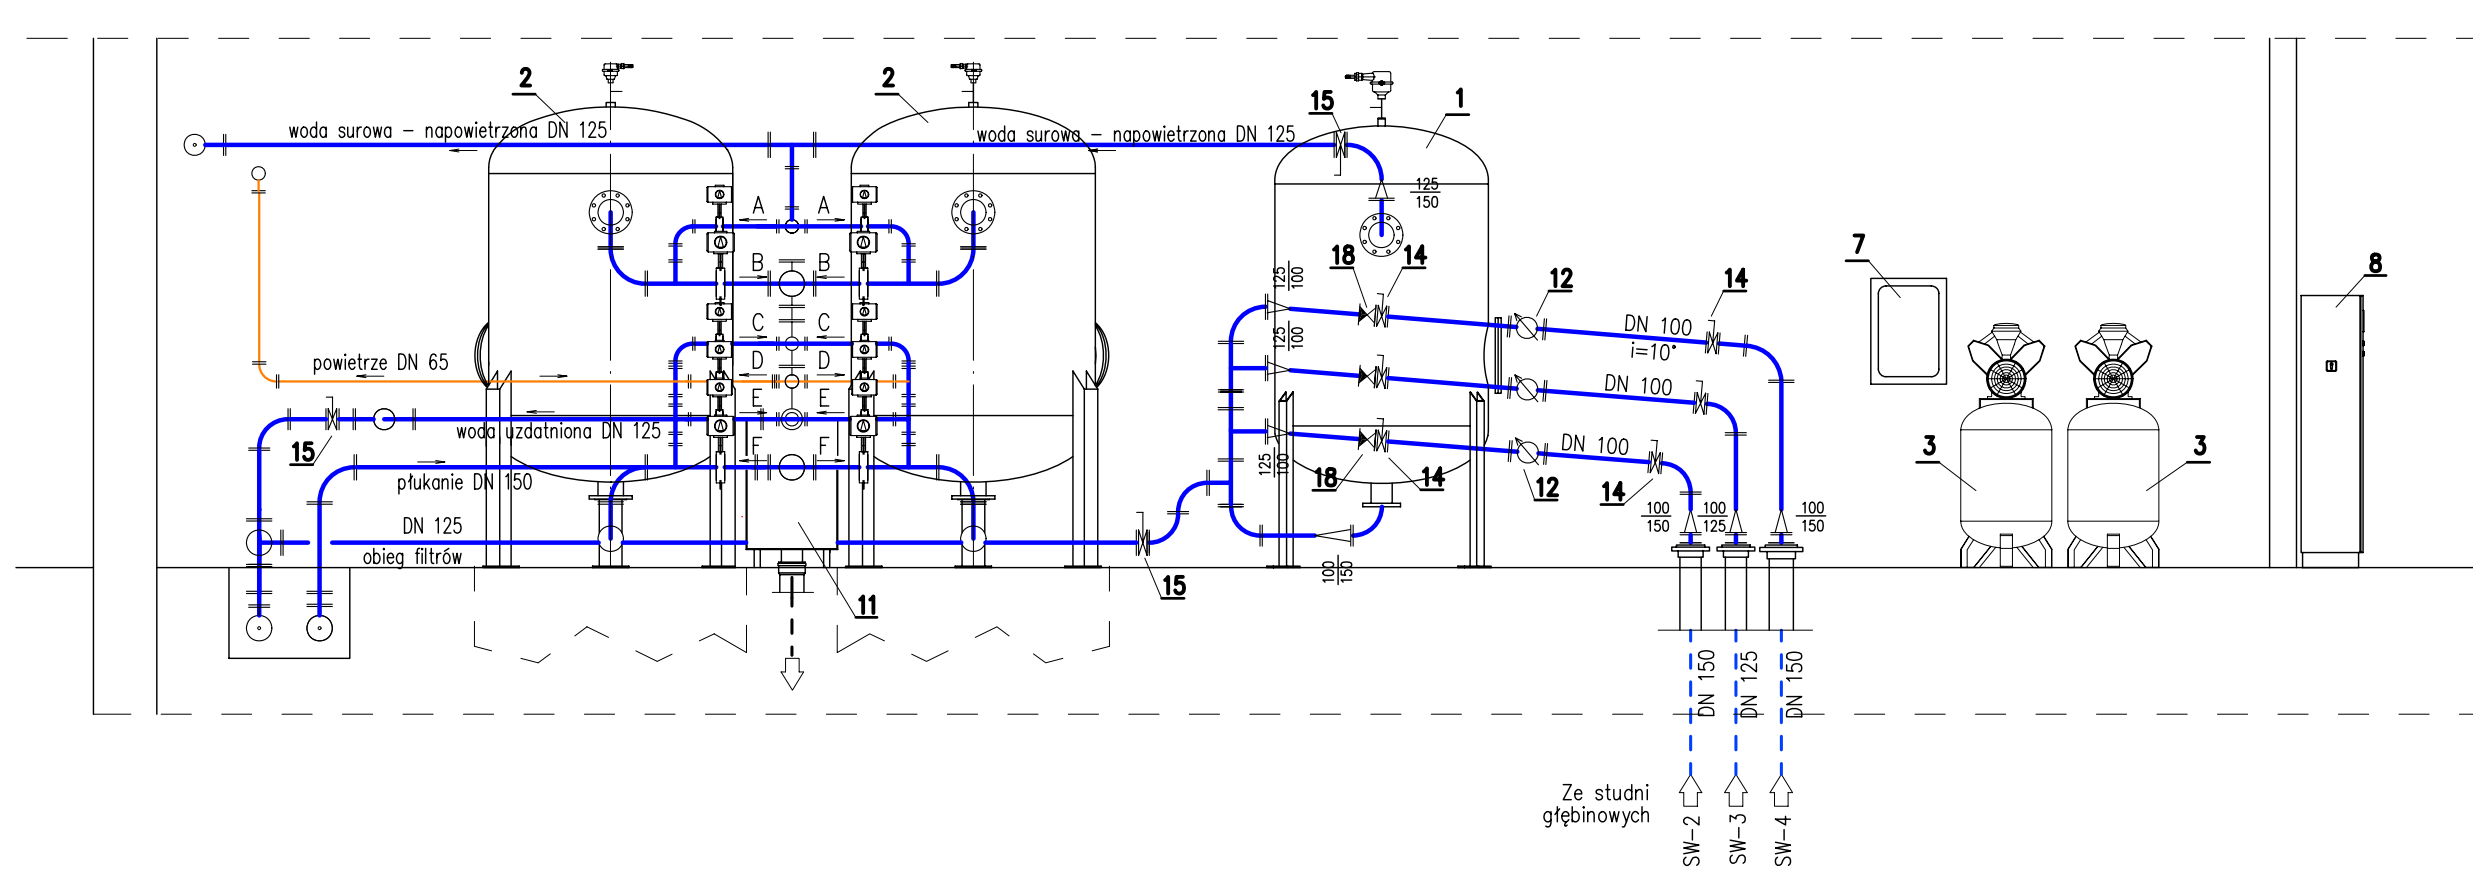 2
2
15
1
woda surowa – napowietrzona DN 125
woda surowa – napowietrzona DN 125
125
150
A
A
B
B
C
C
D
D
E
E
F
F
125
100
125
100
125
100
18
14
12
14
7
8
DN 100
i=10°
DN 100
DN 100
powietrze DN 65
woda uzdatniona DN 125
15
płukanie DN 150
DN 125
obieg filtrów
11
15
18
14
12
14
3
3
100
150
100
125
100
150
100
150
DN 150
DN 125
DN 150
Ze studni
głębinowych
SW–2
SW–3
SW–4